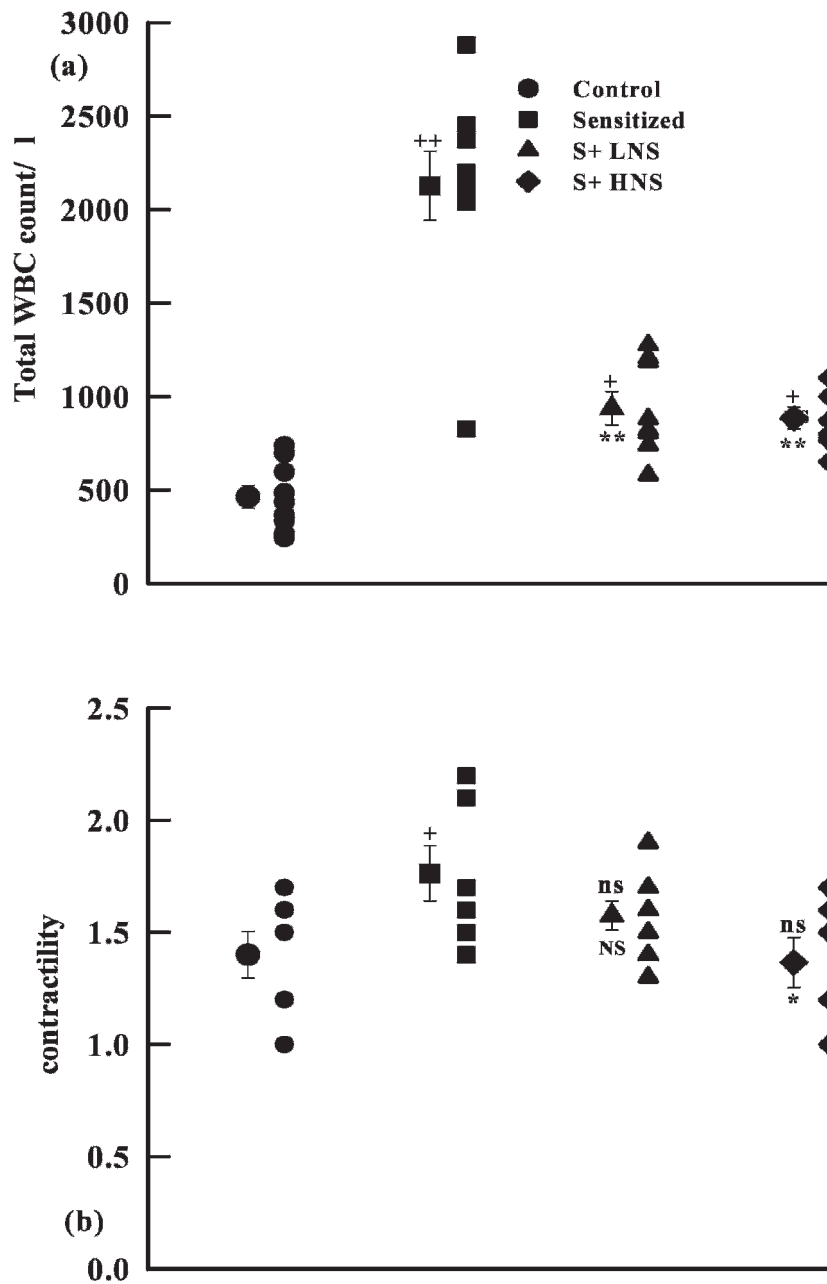 3000
(a)
Control
2500
Sensitized
++
S+ LNS
S+ HNS
2000
Total WBC count/ l
1500
+
+
1000
**
**
500
0
2.5
2.0
+
ns
ns
1.5
NS
*
contractility
1.0
0.5
(b)
0.0